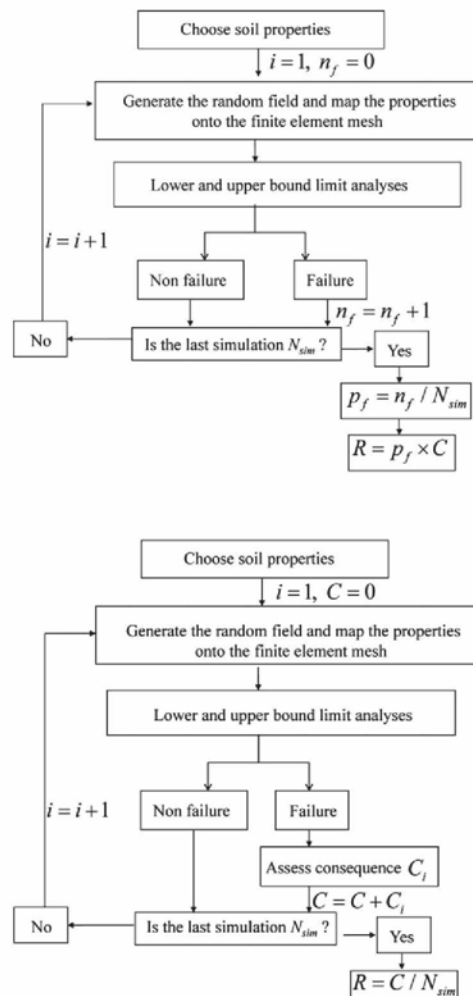 Choose soil properties
i = 1, n_f = 0
Generate the random field and map the properties
onto the finite element mesh
Lower and upper bound limit analyses
i = i + 1
Non failure
Failure
n_f = n_f + 1
No
Is the last simulation N_sim ?
Yes
p_f = n_f / N_sim
R = p_f × C
Choose soil properties
i = 1, C = 0
Generate the random field and map the properties
onto the finite element mesh
Lower and upper bound limit analyses
i = i + 1
Non failure
Failure
Assess consequence C_i
C = C + C_i
No
Is the last simulation N_sim ?
Yes
R = C / N_sim